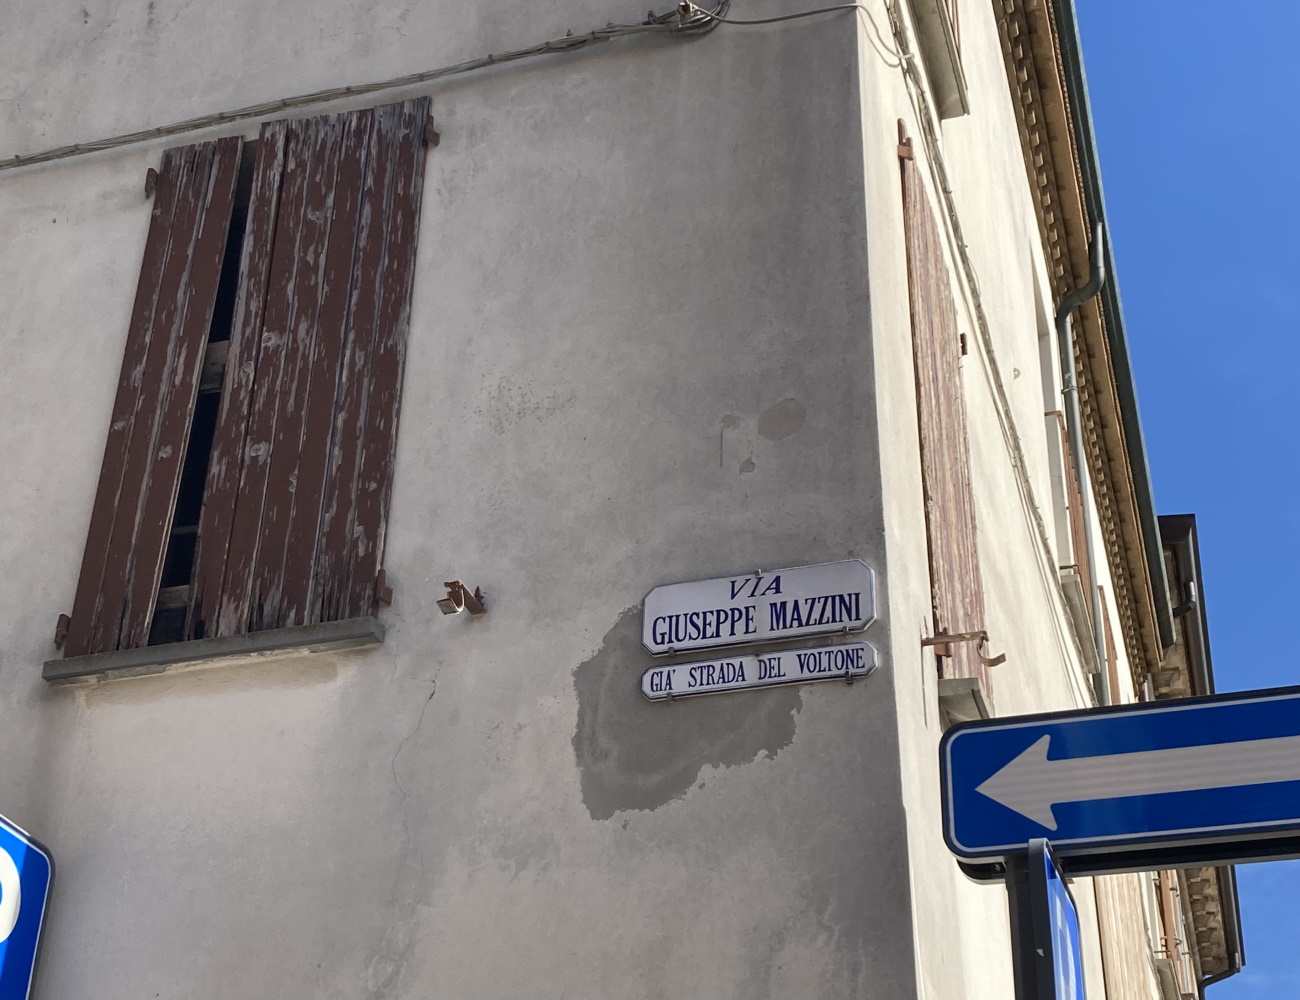 VIA
GIUSEPPE MAZZINI
GIA' STRADA DEL VOLTONE